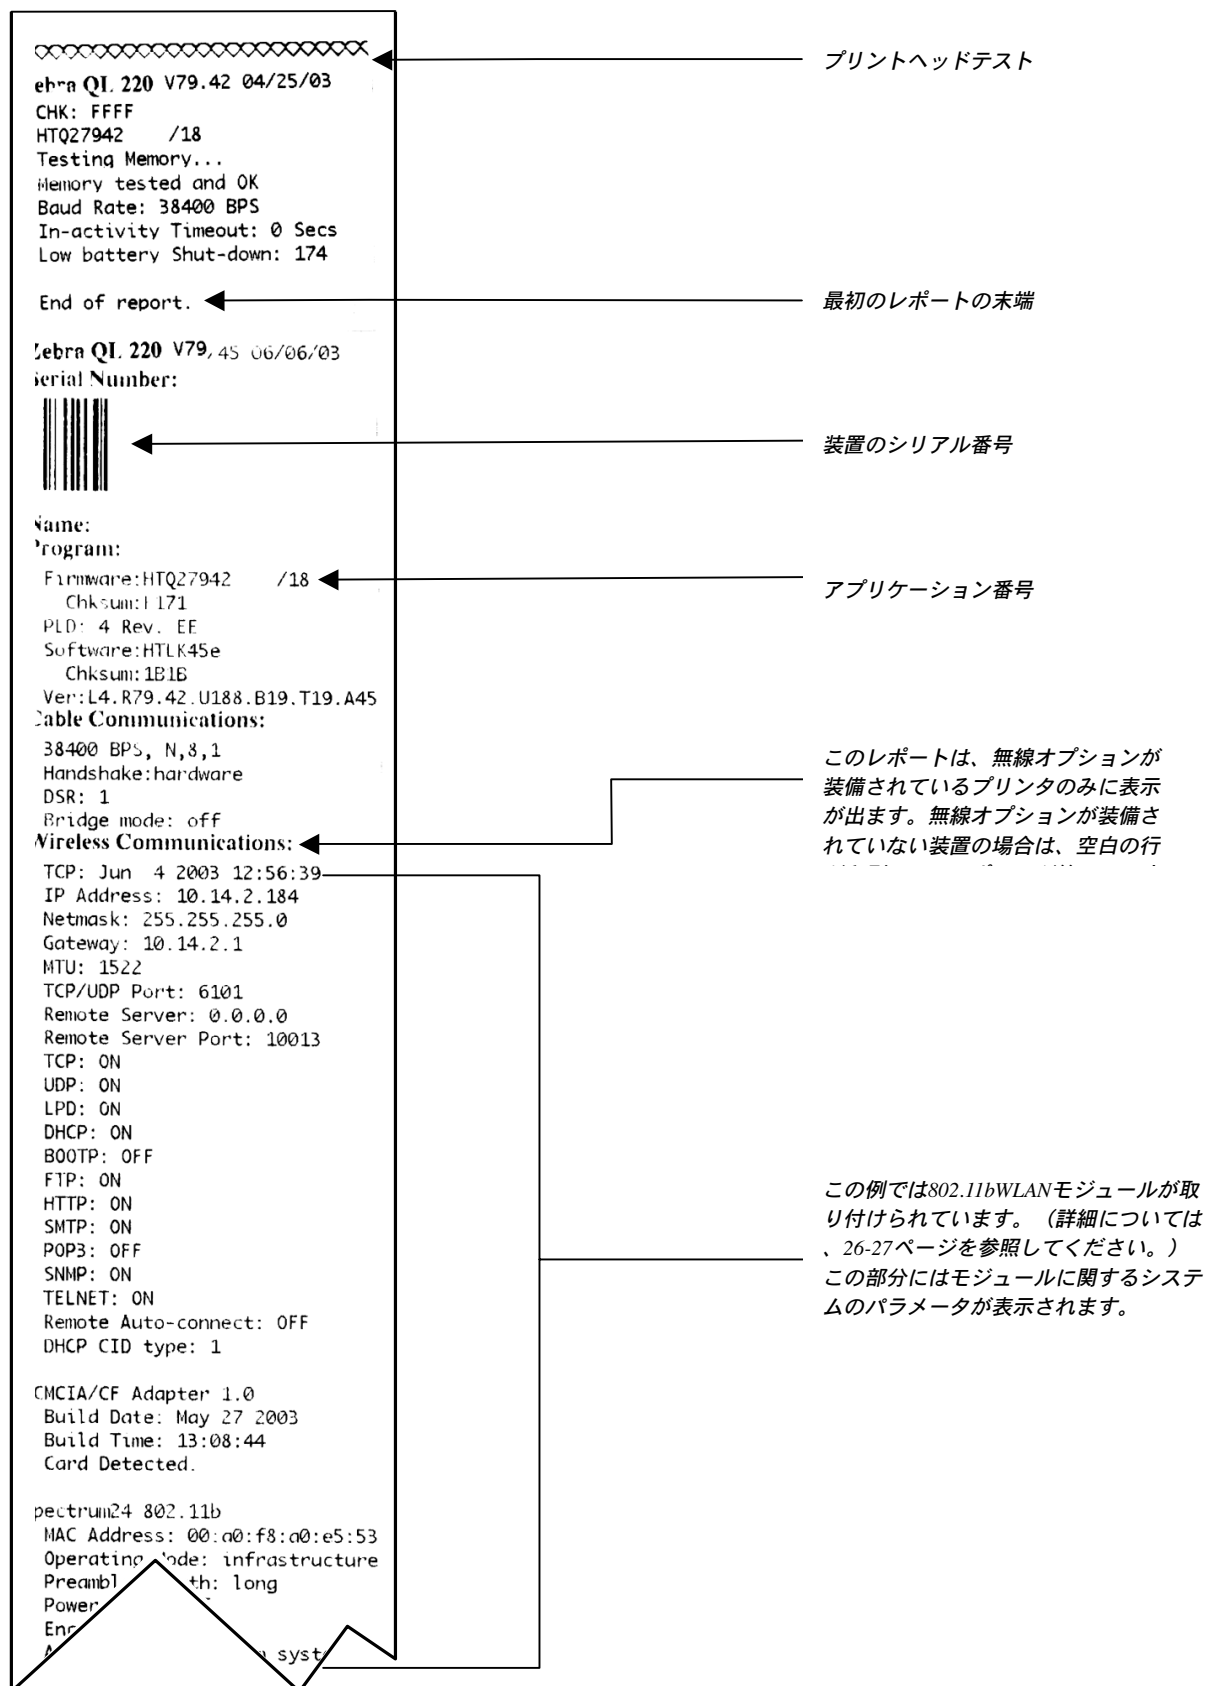 プリントヘッドテスト
ebra QL 220 V79.42 04/25/03
CHK: FFFF
HTQ27942 /18
Testing Memory...
Memory tested and OK
Baud Rate: 38400 BPS
In-activity Timeout: 0 Secs
Low battery Shut-down: 174
End of report.
最初のレポートの末端
Zebra QL 220 V79.45 06/06/03
Serial Number:
装置のシリアル番号
Name:
Program:
Firmware:HTQ27942 /18
アプリケーション番号
Chksum:F171
PLD: 4 Rev. EE
Software:HTLK45e
Chksum:1B1B
Ver:L4.R79.42.U188.B19.T19.A45
Cable Communications:
38400 BPS, N,8,1
Handshake:hardware
DSR: 1
Bridge mode: off
Wireless Communications:
このレポートは、無線オプションが
装備されているプリンタのみに表示
が出ます。無線オプションが装備さ
れていない装置の場合は、空白の行
TCP: Jun 4 2003 12:56:39
IP Address: 10.14.2.184
Netmask: 255.255.255.0
Gateway: 10.14.2.1
MTU: 1522
TCP/UDP Port: 6101
Remote Server: 0.0.0.0
Remote Server Port: 10013
TCP: ON
UDP: ON
LPD: ON
DHCP: ON
BOOTP: OFF
FTP: ON
HTTP: ON
SMTP: ON
POP3: OFF
SNMP: ON
TELNET: ON
Remote Auto-connect: OFF
DHCP CID type: 1
この例では802.11bWLANモジュールが取
り付けられています。（詳細については
、26-27ページを参照してください。）
この部分にはモジュールに関するシステ
ムのパラメータが表示されます。
CMCIA/CF Adapter 1.0
Build Date: May 27 2003
Build Time: 13:08:44
Card Detected.
pectrum24 802.11b
MAC Address: 00:a0:f8:a0:e5:53
Operating ode: infrastructure
Preambl th: long
Power
Enc
syst